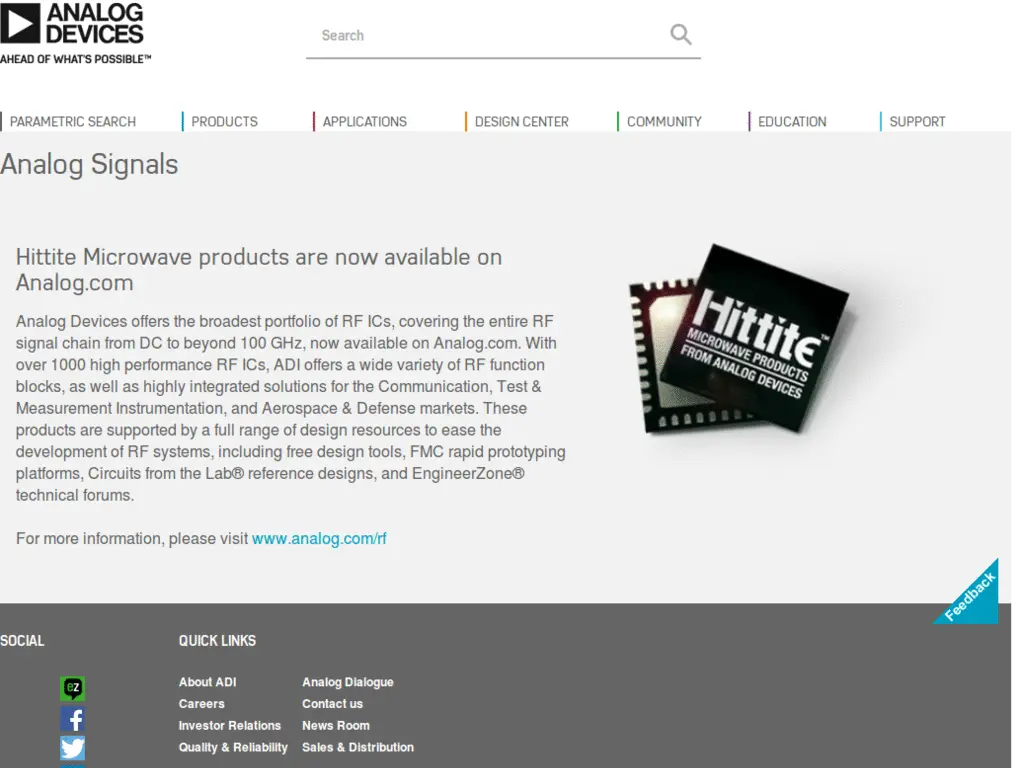 ANALOG
DEVICES
AHEAD OF WHAT'S POSSIBLE™
Search
PARAMETRIC SEARCH
PRODUCTS
APPLICATIONS
DESIGN CENTER
COMMUNITY
EDUCATION
SUPPORT
Analog Signals
Hittite Microwave products are now available on
Analog.com
Analog Devices offers the broadest portfolio of RF ICs, covering the entire RF
signal chain from DC to beyond 100 GHz, now available on Analog.com. With
over 1000 high performance RF ICs, ADI offers a wide variety of RF function
blocks, as well as highly integrated solutions for the Communication, Test &
Measurement Instrumentation, and Aerospace & Defense markets. These
products are supported by a full range of design resources to ease the
development of RF systems, including free design tools, FMC rapid prototyping
platforms, Circuits from the Lab® reference designs, and EngineerZone®
technical forums.
For more information, please visit www.analog.com/rf
Hittite™
MICROWAVE PRODUCTS
FROM ANALOG DEVICES
Feedback
SOCIAL
eZ
QUICK LINKS
About ADI
Careers
Investor Relations
Quality & Reliability
Analog Dialogue
Contact us
News Room
Sales & Distribution